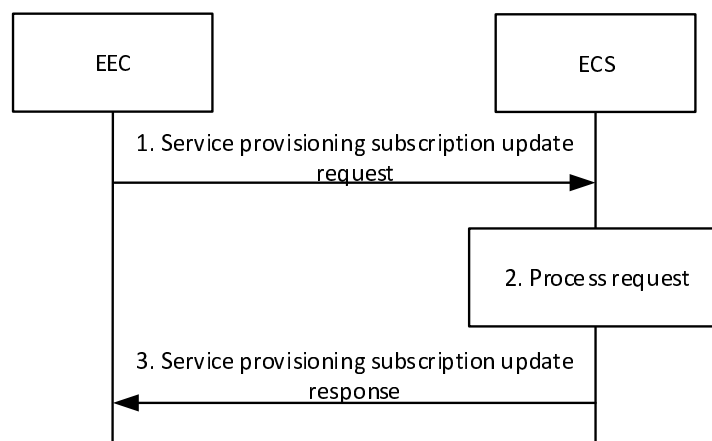 EEC
ECS
1. Service provisioning subscription update
request
2. Process request
3. Service provisioning subscription update
response